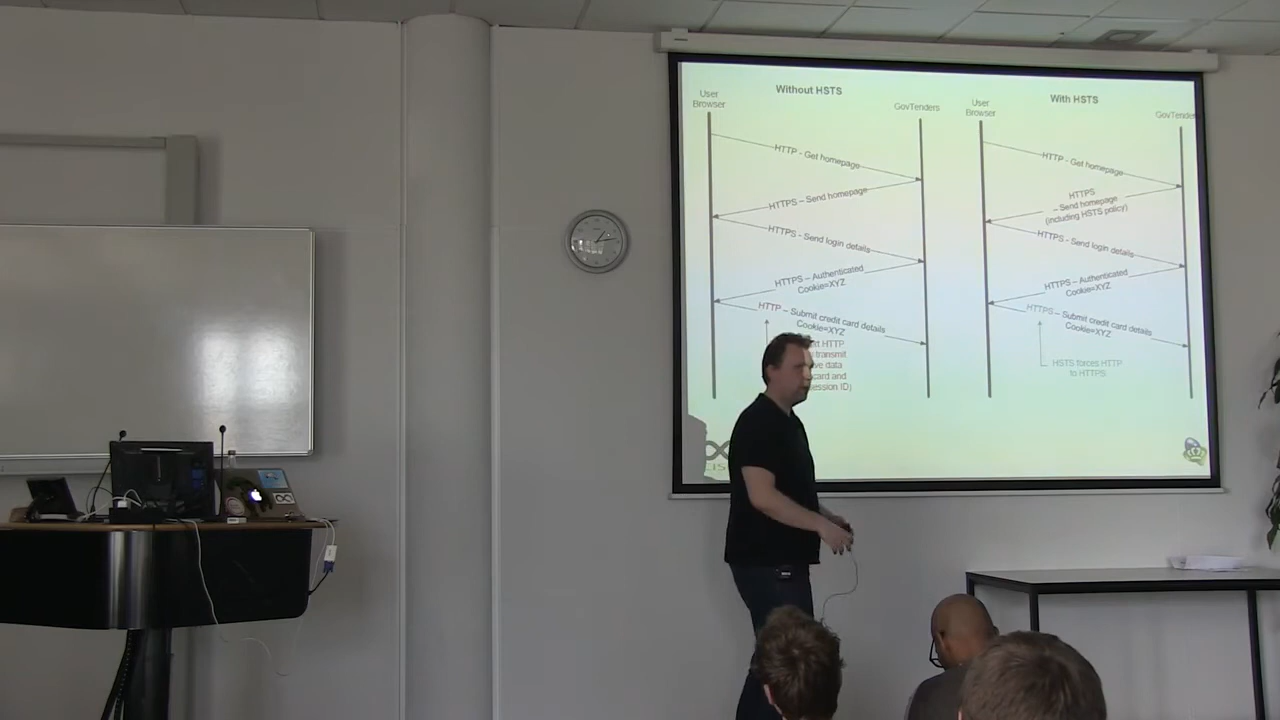 Without HSTS
User
Browser
GovTenders
HTTP - Get homepage
HTTPS – Send homepage
HTTPS - Send login details
HTTPS – Authenticated
Cookie=XYZ
HTTP – Submit credit card details
Cookie=XYZ
HTTP
transmit
data
card and
ession ID)
With HSTS
User
Browser
GovTender
HTTP - Get homepage
HTTPS
– Send homepage
(including HSTS policy)
HTTPS - Send login details
HTTPS – Authenticated
Cookie=XYZ
HTTPS – Submit credit card details
Cookie=XYZ
HSTS forces HTTP
to HTTPS